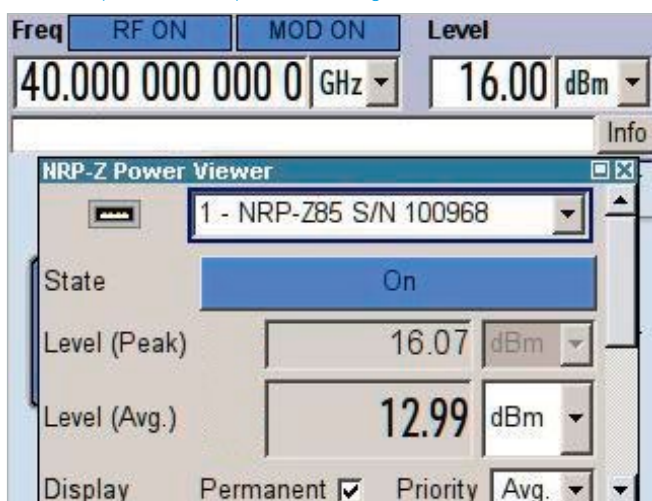 Freq RF ON MOD ON Level
40.000 000 000 0 GHz 16.00 dBm
Info
NRP-Z Power Viewer
1 - NRP-Z85 S/N 100968
State On
Level (Peak) 16.07 dBm
Level (Avg.) 12.99 dBm
Display Permanent Priority Avg.